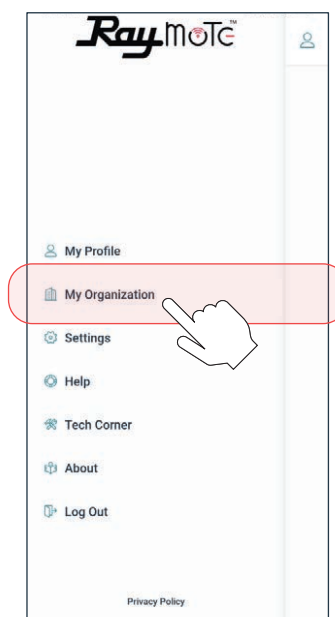 Raymote™
My Profile
My Organization
Settings
Help
Tech Corner
About
Log Out
Privacy Policy